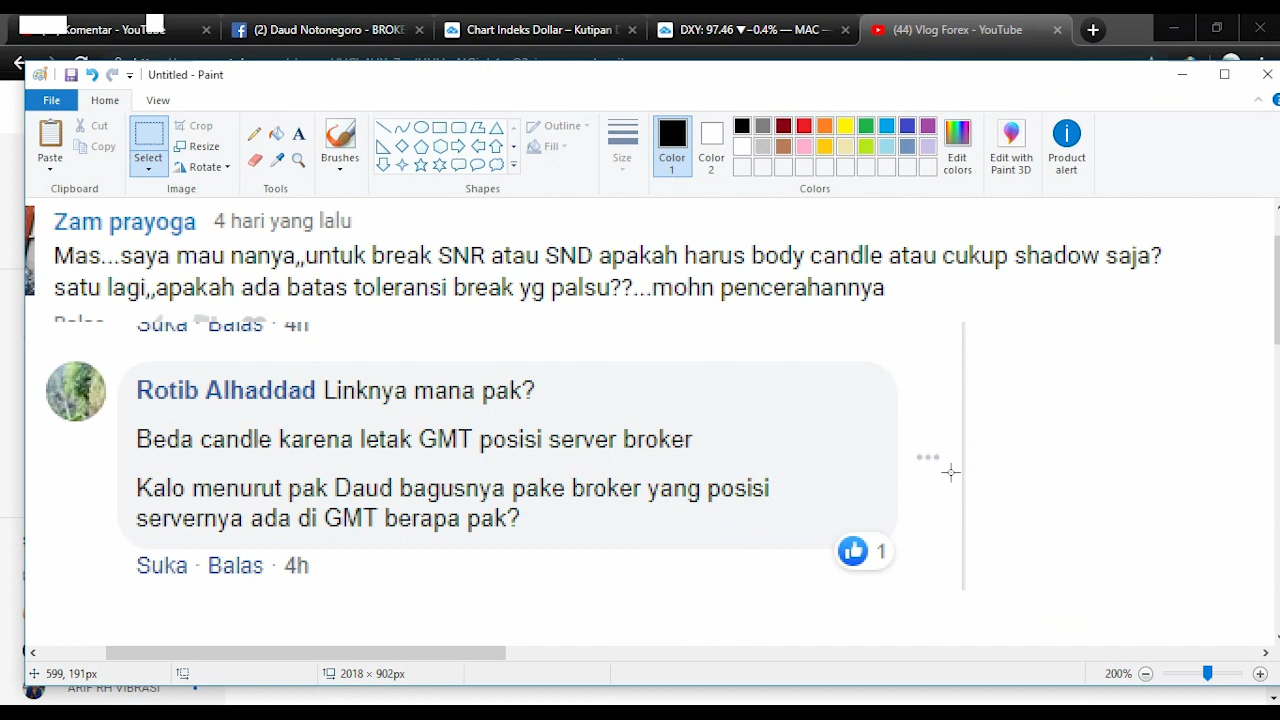 Komentar - YouTube
(2) Daud Notonegoro - BROKE
Chart Indeks Dollar – Kutipan D
DXY: 97.46 ▼−0.4% — MAC —
(44) Vlog Forex - YouTube
Untitled - Paint
File Home View
Paste
Cut
Copy
Clipboard
Select
Crop
Resize
Rotate
Image
Tools
Brushes
Outline
Fill
Shapes
Size
Color 1
Color 2
Edit colors
Colors
Edit with Paint 3D
Product alert
Zam prayoga 4 hari yang lalu
Mas...saya mau nanya,,untuk break SNR atau SND apakah harus body candle atau cukup shadow saja?
satu lagi,,apakah ada batas toleransi break yg palsu??...mohn pencerahannya
Balas
Suka · Balas · 4h
Rotib Alhaddad Linknya mana pak?
Beda candle karena letak GMT posisi server broker
Kalo menurut pak Daud bagusnya pake broker yang posisi
servernya ada di GMT berapa pak?
1
Suka · Balas · 4h
599, 191px
2018 × 902px
200%
ARIF RH VIBRASI